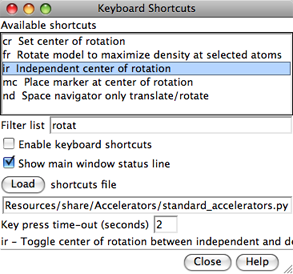 Keyboard Shortcuts
Available shortcuts
cr Set center of rotation
fr Rotate model to maximize density at selected atoms
ir Independent center of rotation
mc Place marker at center of rotation
nd Space navigator only translate/rotate
Filter list rotat
Enable keyboard shortcuts
Show main window status line
Load shortcuts file
Resources/share/Accelerators/standard_accelerators.py
Key press time-out (seconds) 2
ir - Toggle center of rotation between independent and de
Close Help